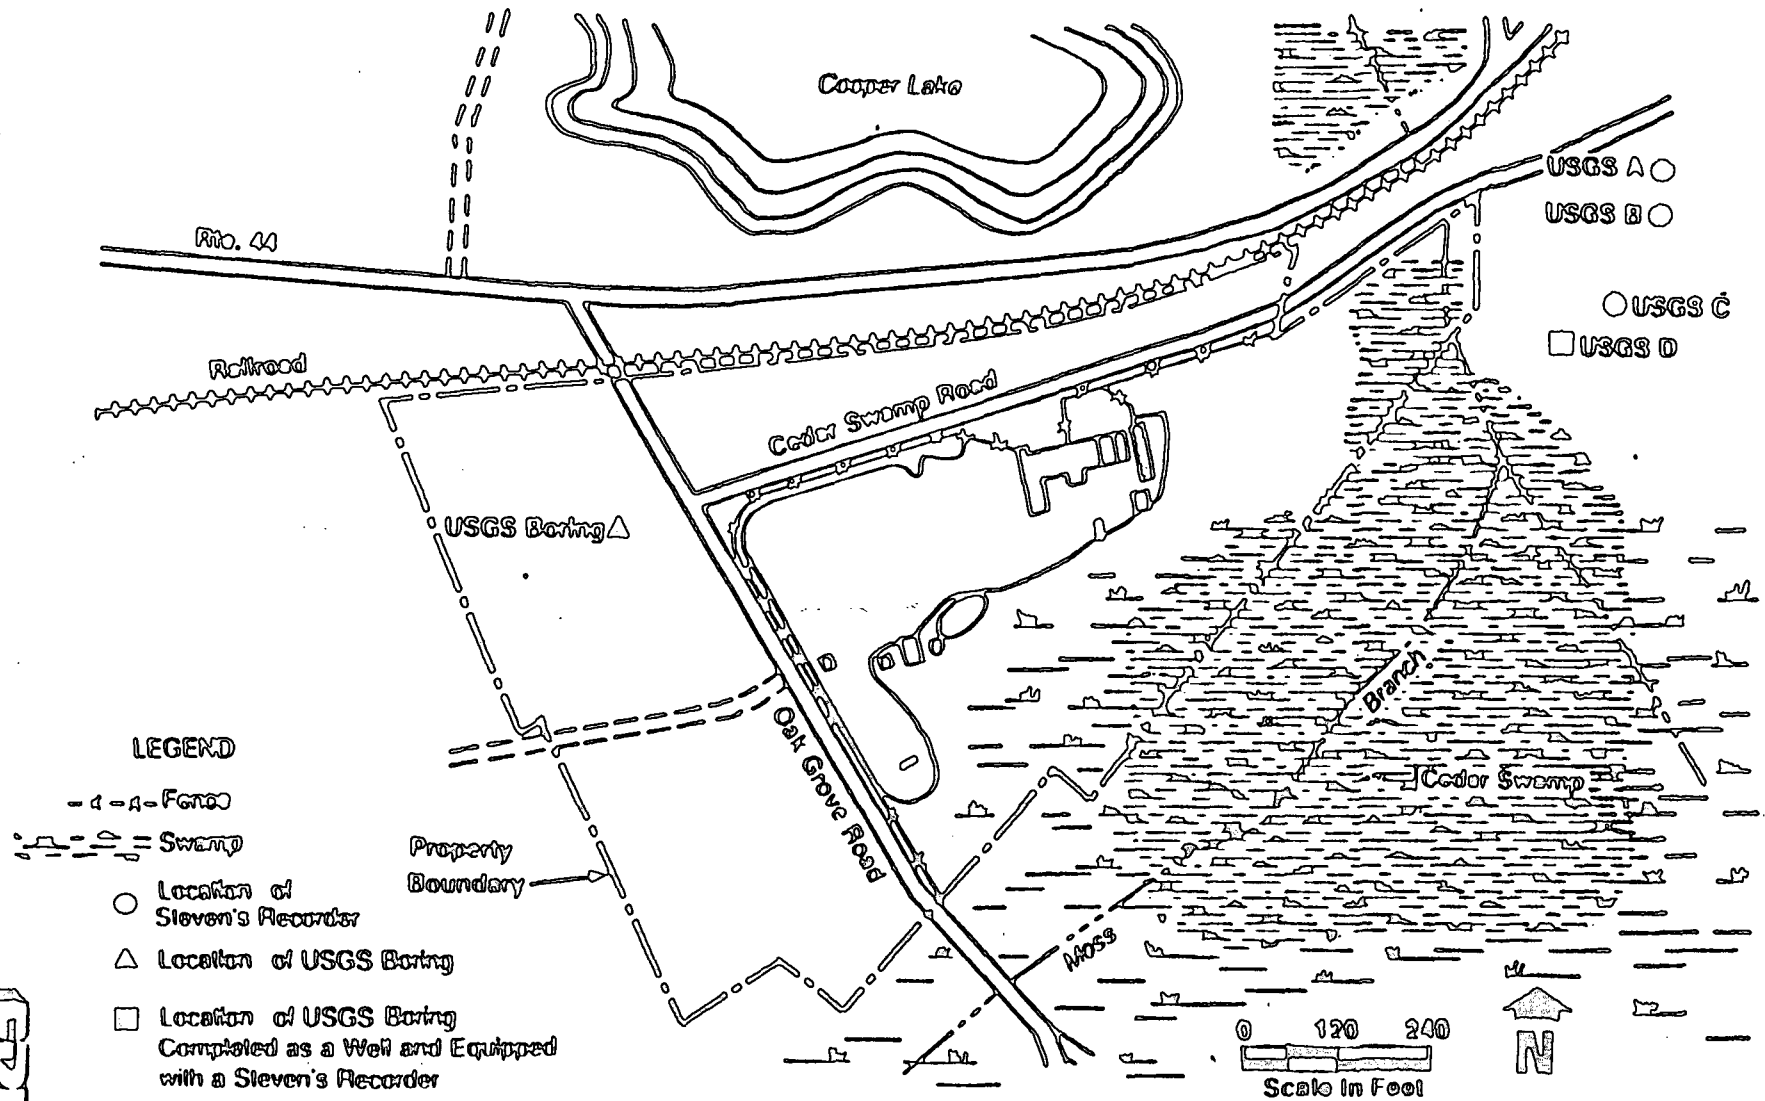 Cooper Lake
USGS A
USGS B
Rte. 44
USGS C
USGS D
Railroad
Cedar Swamp Road
USGS Boring
Branch
Oak Grove Road
LEGEND
Cedar Swamp
Fence
Swamp
Property
Boundary
Location of
Steven's Recorder
Moss
Location of USGS Boring
Location of USGS Boring
Completed as a Well and Equipped
with a Steven's Recorder
0 120 240
Scale in Feet
N